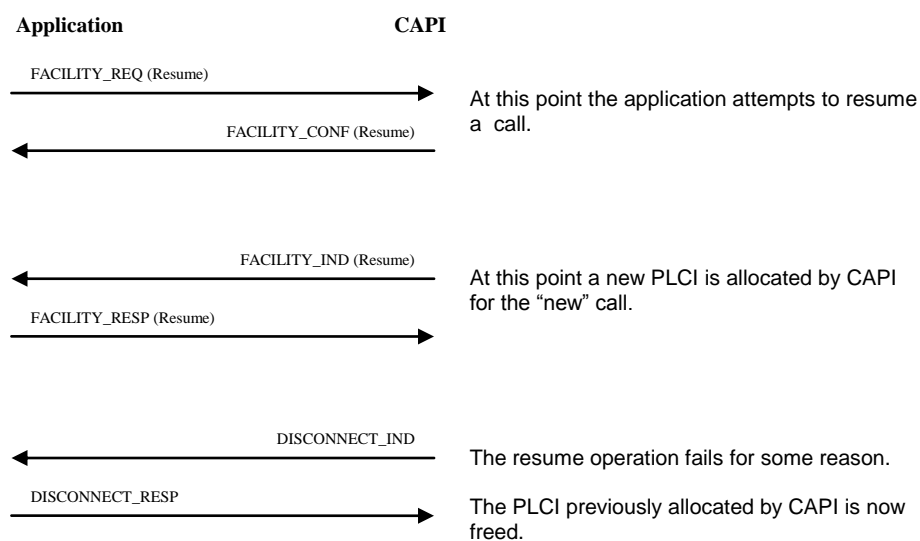 Application CAPI
FACILITY_REQ (Resume)
At this point the application attempts to resume
a call.
FACILITY_CONF (Resume)
FACILITY_IND (Resume)
At this point a new PLCI is allocated by CAPI
for the “new” call.
FACILITY_RESP (Resume)
DISCONNECT_IND
The resume operation fails for some reason.
DISCONNECT_RESP
The PLCI previously allocated by CAPI is now
freed.